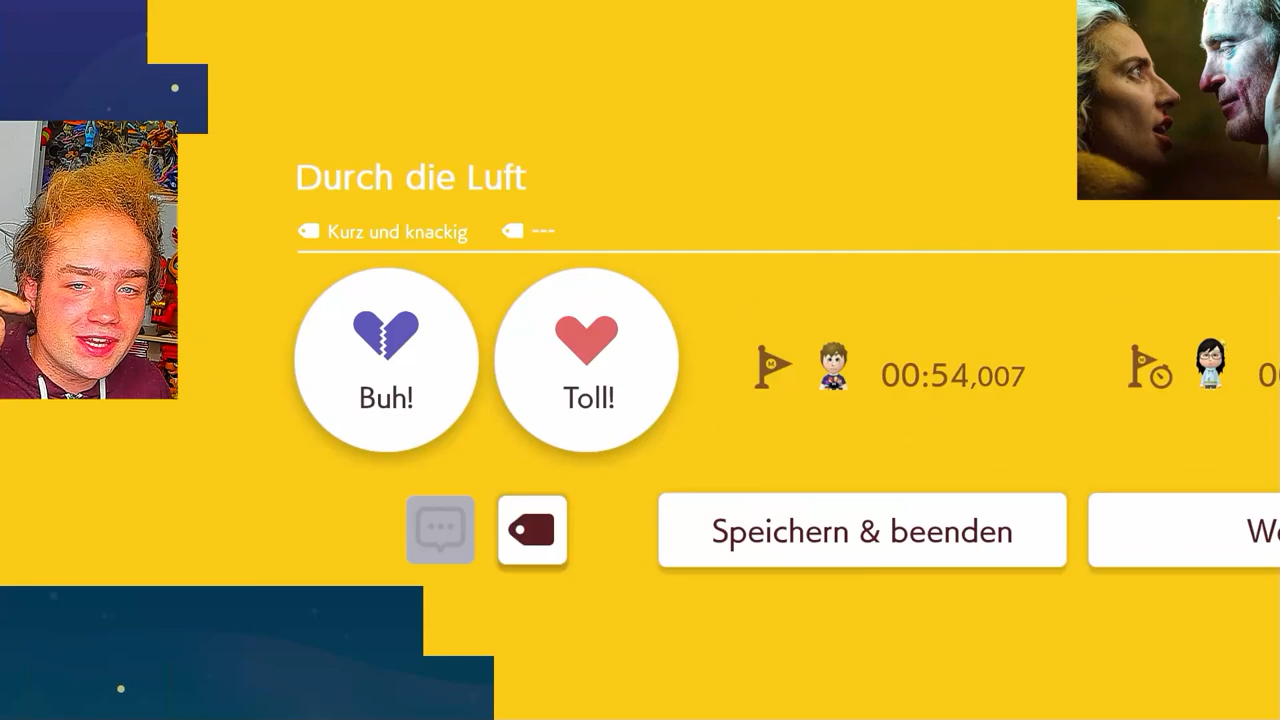 Durch die Luft
Kurz und knackig ---
Buh!
Toll!
00:54,007
Speichern & beenden